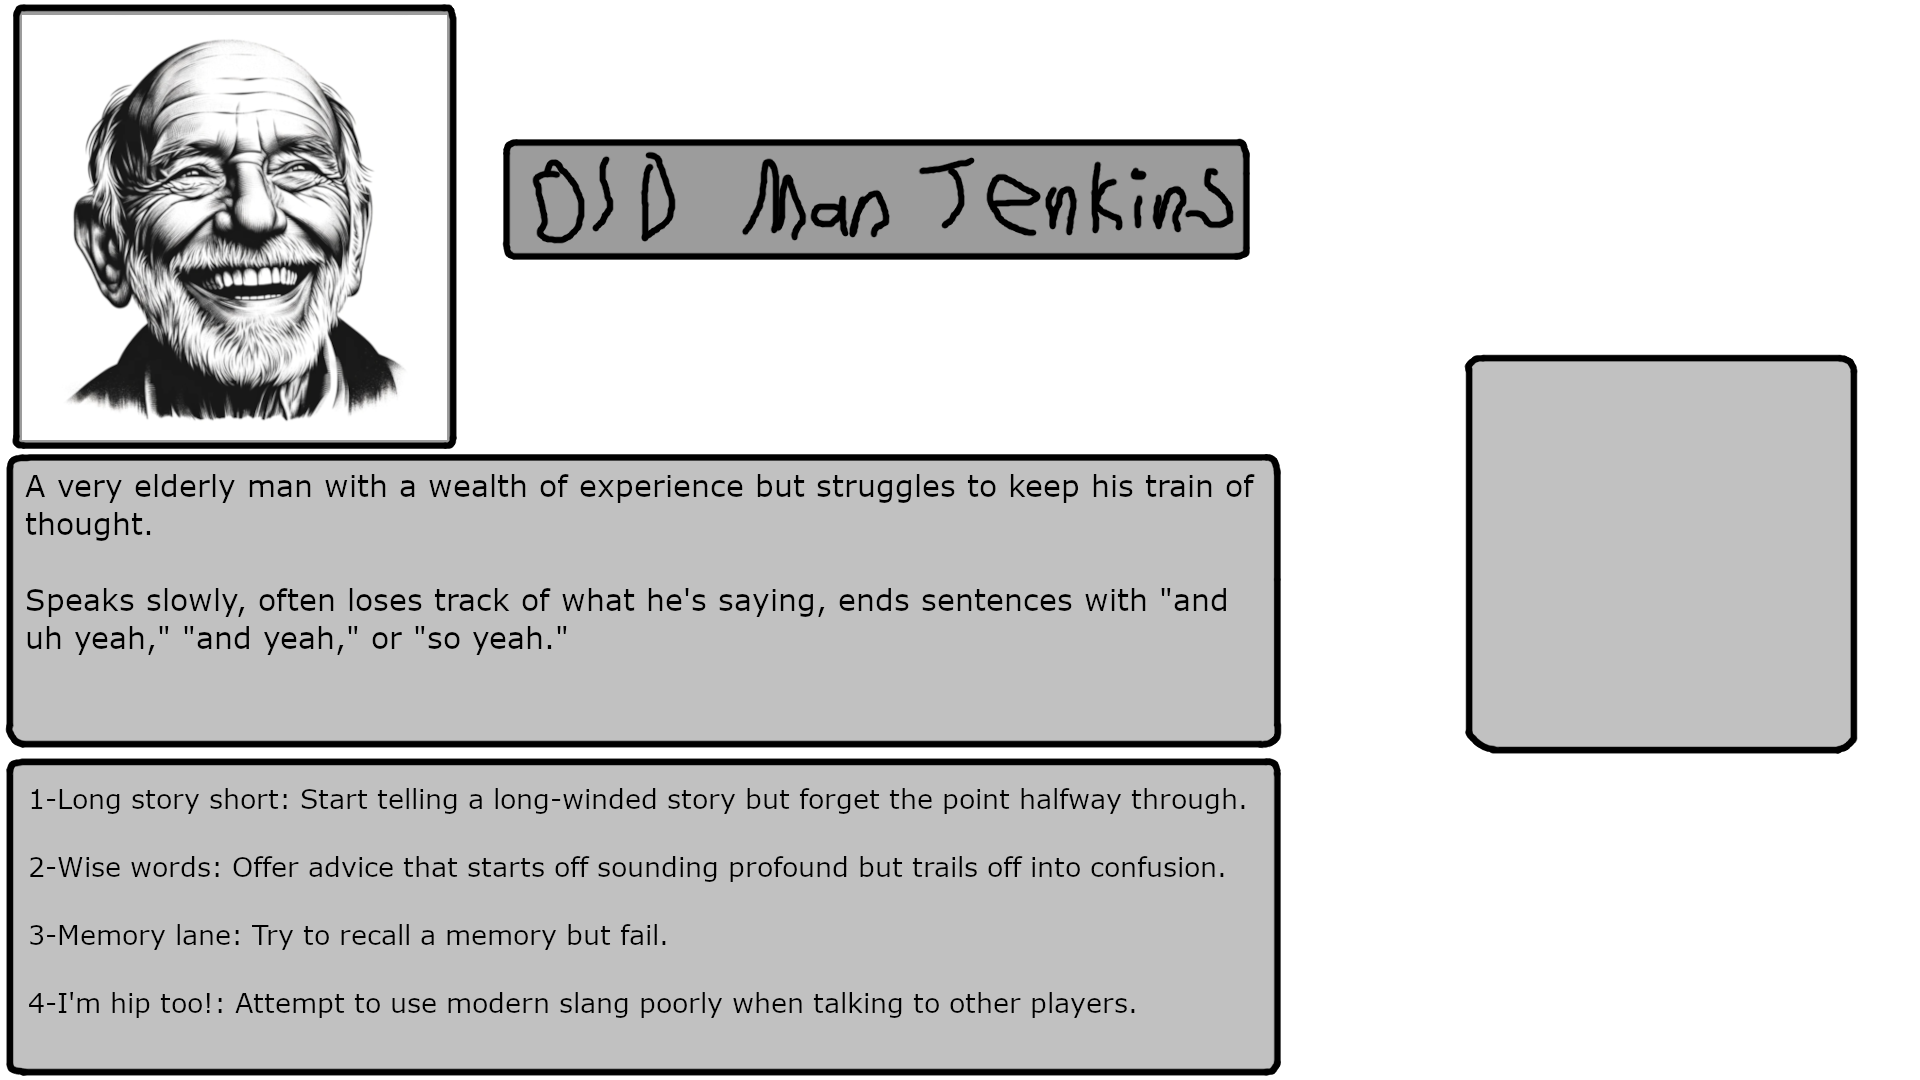 Old Man Jenkins
A very elderly man with a wealth of experience but struggles to keep his train of
thought.
Speaks slowly, often loses track of what he's saying, ends sentences with "and
uh yeah," "and yeah," or "so yeah."
1-Long story short: Start telling a long-winded story but forget the point halfway through.
2-Wise words: Offer advice that starts off sounding profound but trails off into confusion.
3-Memory lane: Try to recall a memory but fail.
4-I'm hip too!: Attempt to use modern slang poorly when talking to other players.